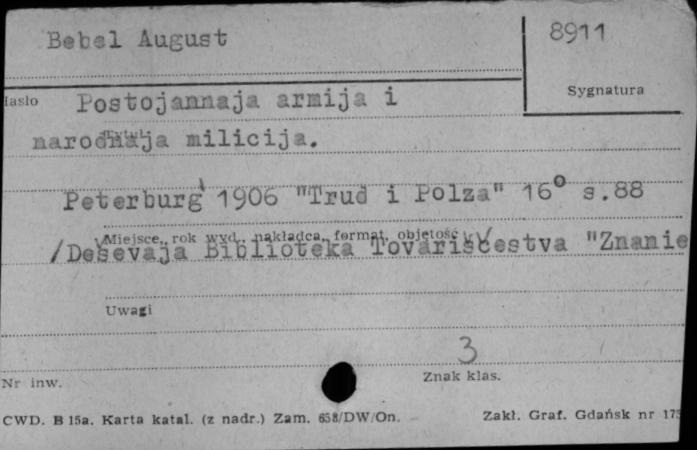 Bebel August
8911
Sygnatura
Hasło Postojannaja armija i
narodnaja milicija.
Peterburg 1906 "Trud i Polza" 16° s.88
Miejsce, rok wyd., nakładca, format, objętość
/Deševaja Biblioteka Tovariščestva "Znanie
Uwagi
3
Nr inw.
Znak klas.
CWD. B 15a. Karta katal. (z nadr.) Zam. 658/DW/On.
Zakł. Graf. Gdańsk nr 175